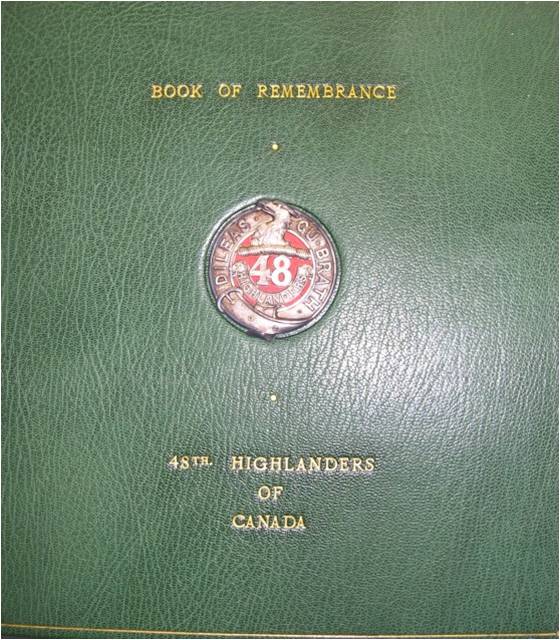 BOOK OF REMEMBRANCE
DILEAS GU BRATH
48
HIGHLANDERS
48TH. HIGHLANDERS
OF
CANADA